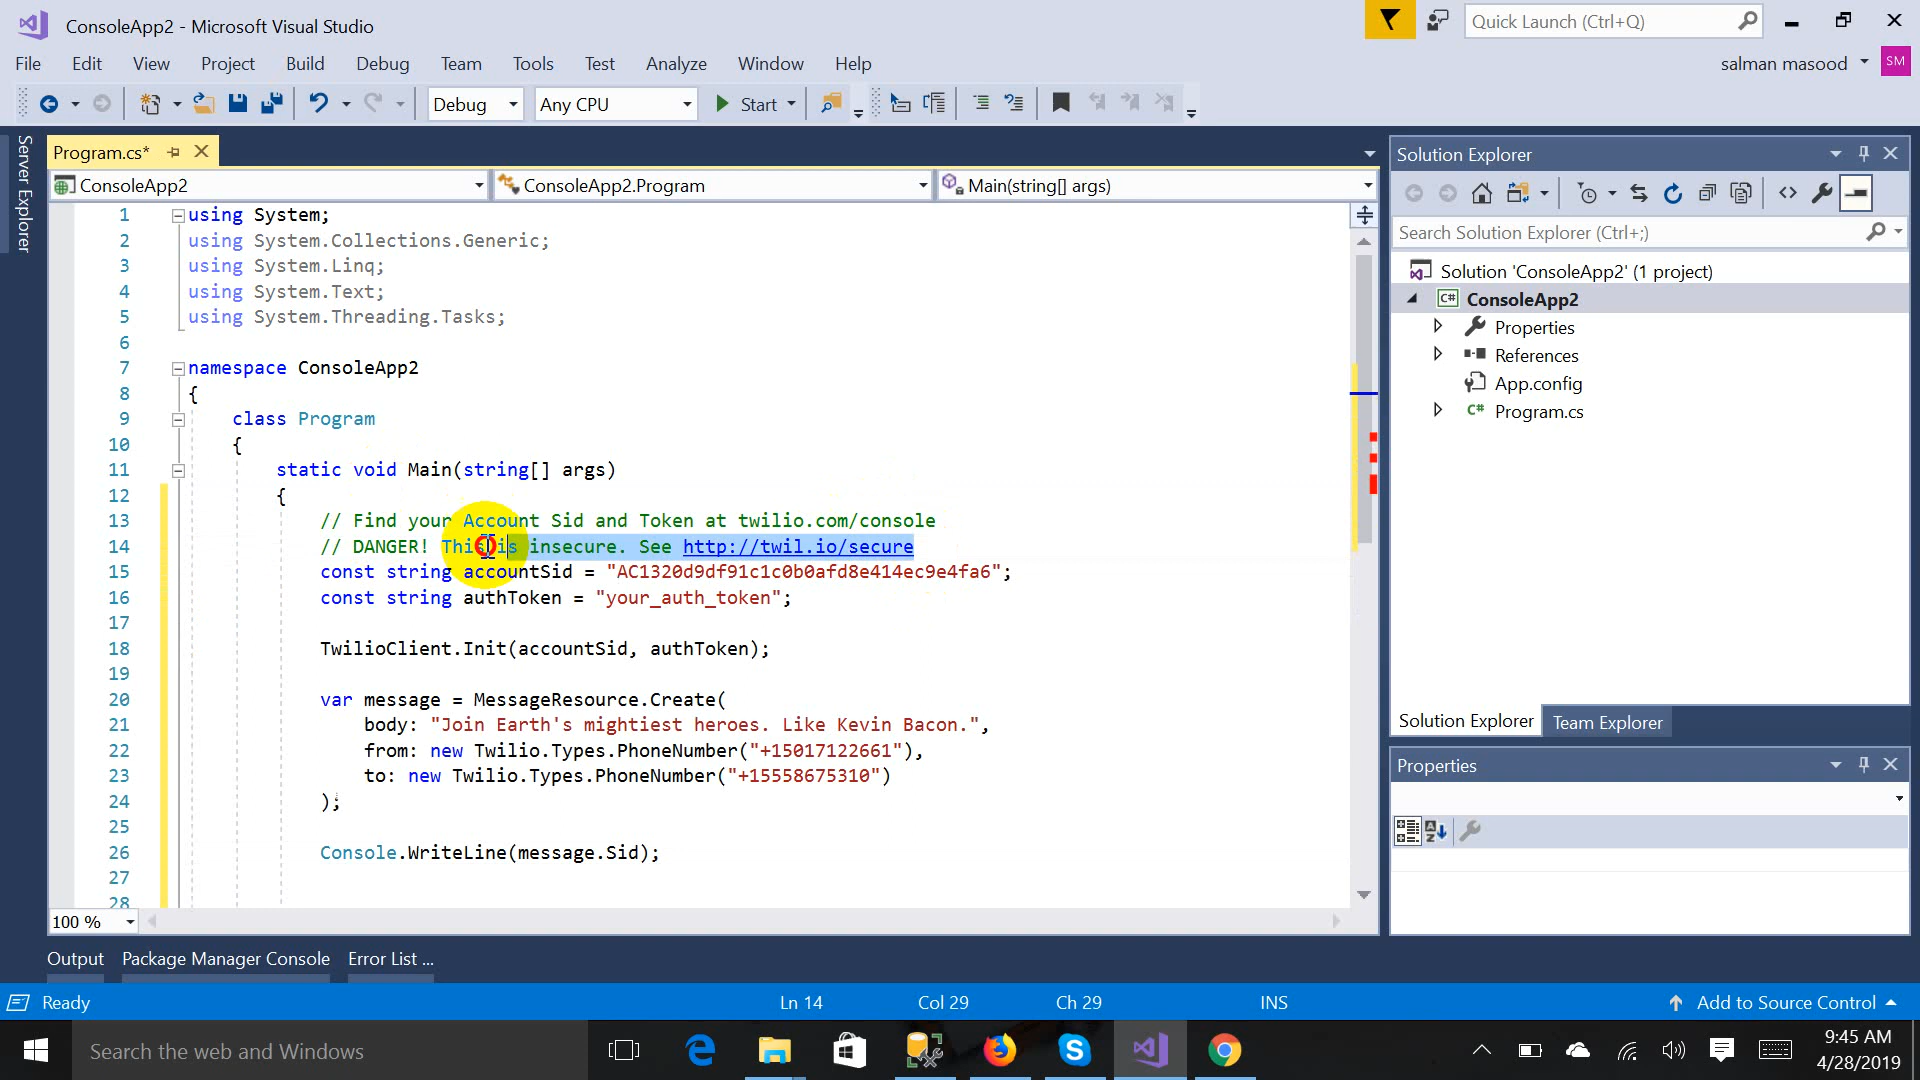 ConsoleApp2 - Microsoft Visual Studio
Quick Launch (Ctrl+Q)
File Edit View Project Build Debug Team Tools Test Analyze Window Help
salman masood SM
Debug Any CPU Start
Server Explorer
Program.cs*
ConsoleApp2 ConsoleApp2.Program Main(string[] args)
1 using System;
2 using System.Collections.Generic;
3 using System.Linq;
4 using System.Text;
5 using System.Threading.Tasks;
6
7 namespace ConsoleApp2
8 {
9 class Program
10 {
11 static void Main(string[] args)
12 {
13 // Find your Account Sid and Token at twilio.com/console
14 // DANGER! This is insecure. See http://twil.io/secure
15 const string accountSid = "AC1320d9df91c1c0b0afd8e414ec9e4fa6";
16 const string authToken = "your_auth_token";
17
18 TwilioClient.Init(accountSid, authToken);
19
20 var message = MessageResource.Create(
21 body: "Join Earth's mightiest heroes. Like Kevin Bacon.",
22 from: new Twilio.Types.PhoneNumber("+15017122661"),
23 to: new Twilio.Types.PhoneNumber("+15558675310")
24 );
25
26 Console.WriteLine(message.Sid);
27
28
100 %
Solution Explorer
Search Solution Explorer (Ctrl+;)
Solution 'ConsoleApp2' (1 project)
C# ConsoleApp2
Properties
References
App.config
C# Program.cs
Solution Explorer Team Explorer
Properties
Output Package Manager Console Error List ...
Ready Ln 14 Col 29 Ch 29 INS Add to Source Control
Search the web and Windows
9:45 AM
4/28/2019